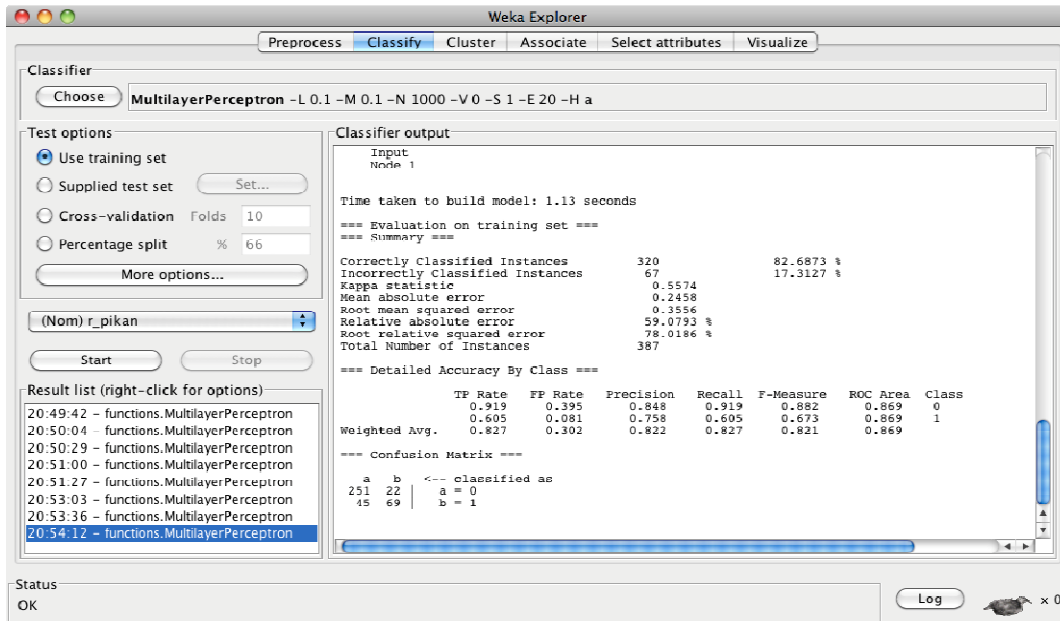 Weka Explorer
Preprocess Classify Cluster Associate Select attributes Visualize
Classifier
Choose MultilayerPerceptron -L 0.1 -M 0.1 -N 1000 -V 0 -S 1 -E 20 -H a
Test options
Use training set
Supplied test set Set...
Cross-validation Folds 10
Percentage split % 66
More options...
(Nom) r_pikan
Start Stop
Result list (right-click for options)
20:49:42 – functions.MultilayerPerceptron
20:50:04 – functions.MultilayerPerceptron
20:50:29 – functions.MultilayerPerceptron
20:51:00 – functions.MultilayerPerceptron
20:51:27 – functions.MultilayerPerceptron
20:53:03 – functions.MultilayerPerceptron
20:53:36 – functions.MultilayerPerceptron
20:54:12 – functions.MultilayerPerceptron
Classifier output
Input
Node 1
Time taken to build model: 1.13 seconds
=== Evaluation on training set ===
=== Summary ===
Correctly Classified Instances 320 82.6873 %
Incorrectly Classified Instances 67 17.3127 %
Kappa statistic 0.5574
Mean absolute error 0.2458
Root mean squared error 0.3556
Relative absolute error 59.0793 %
Root relative squared error 78.0186 %
Total Number of Instances 387
=== Detailed Accuracy By Class ===
TP Rate FP Rate Precision Recall F-Measure ROC Area Class
0.919 0.395 0.848 0.919 0.882 0.869 0
0.605 0.081 0.758 0.605 0.673 0.869 1
Weighted Avg. 0.827 0.302 0.822 0.827 0.821 0.869
=== Confusion Matrix ===
a b <-- classified as
251 22 | a = 0
45 69 | b = 1
Status
OK
Log x 0